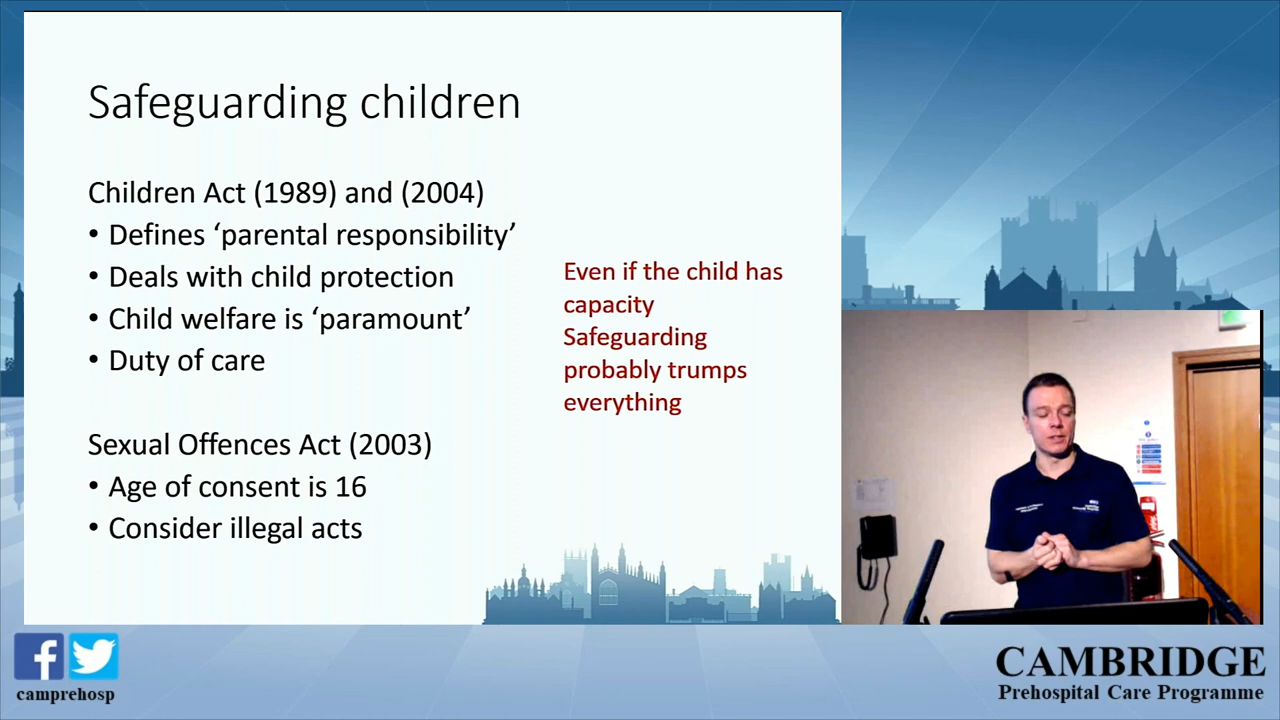 Safeguarding children
Children Act (1989) and (2004)
• Defines ‘parental responsibility’
• Deals with child protection
• Child welfare is ‘paramount’
• Duty of care
Sexual Offences Act (2003)
• Age of consent is 16
• Consider illegal acts
Even if the child has
capacity
Safeguarding
probably trumps
everything
camprehosp
CAMBRIDGE
Prehospital Care Programme